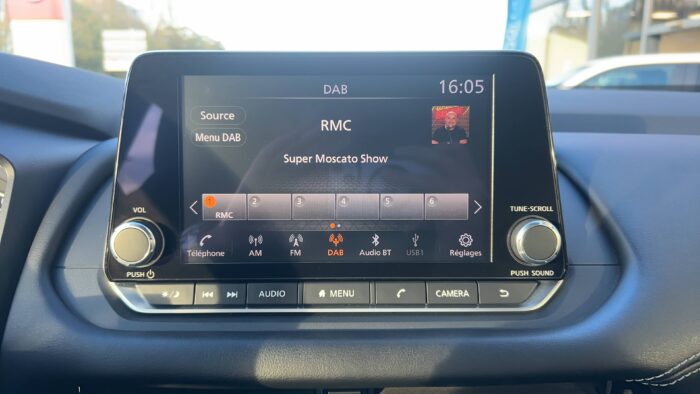 DAB
16:05
Source
RMC
Menu DAB
Super Moscato Show
1 2 3 4 5 6
RMC
VOL
TUNE-SCROLL
Téléphone AM FM DAB Audio BT USB1 Réglages
PUSH
PUSH SOUND
AUDIO MENU CAMERA